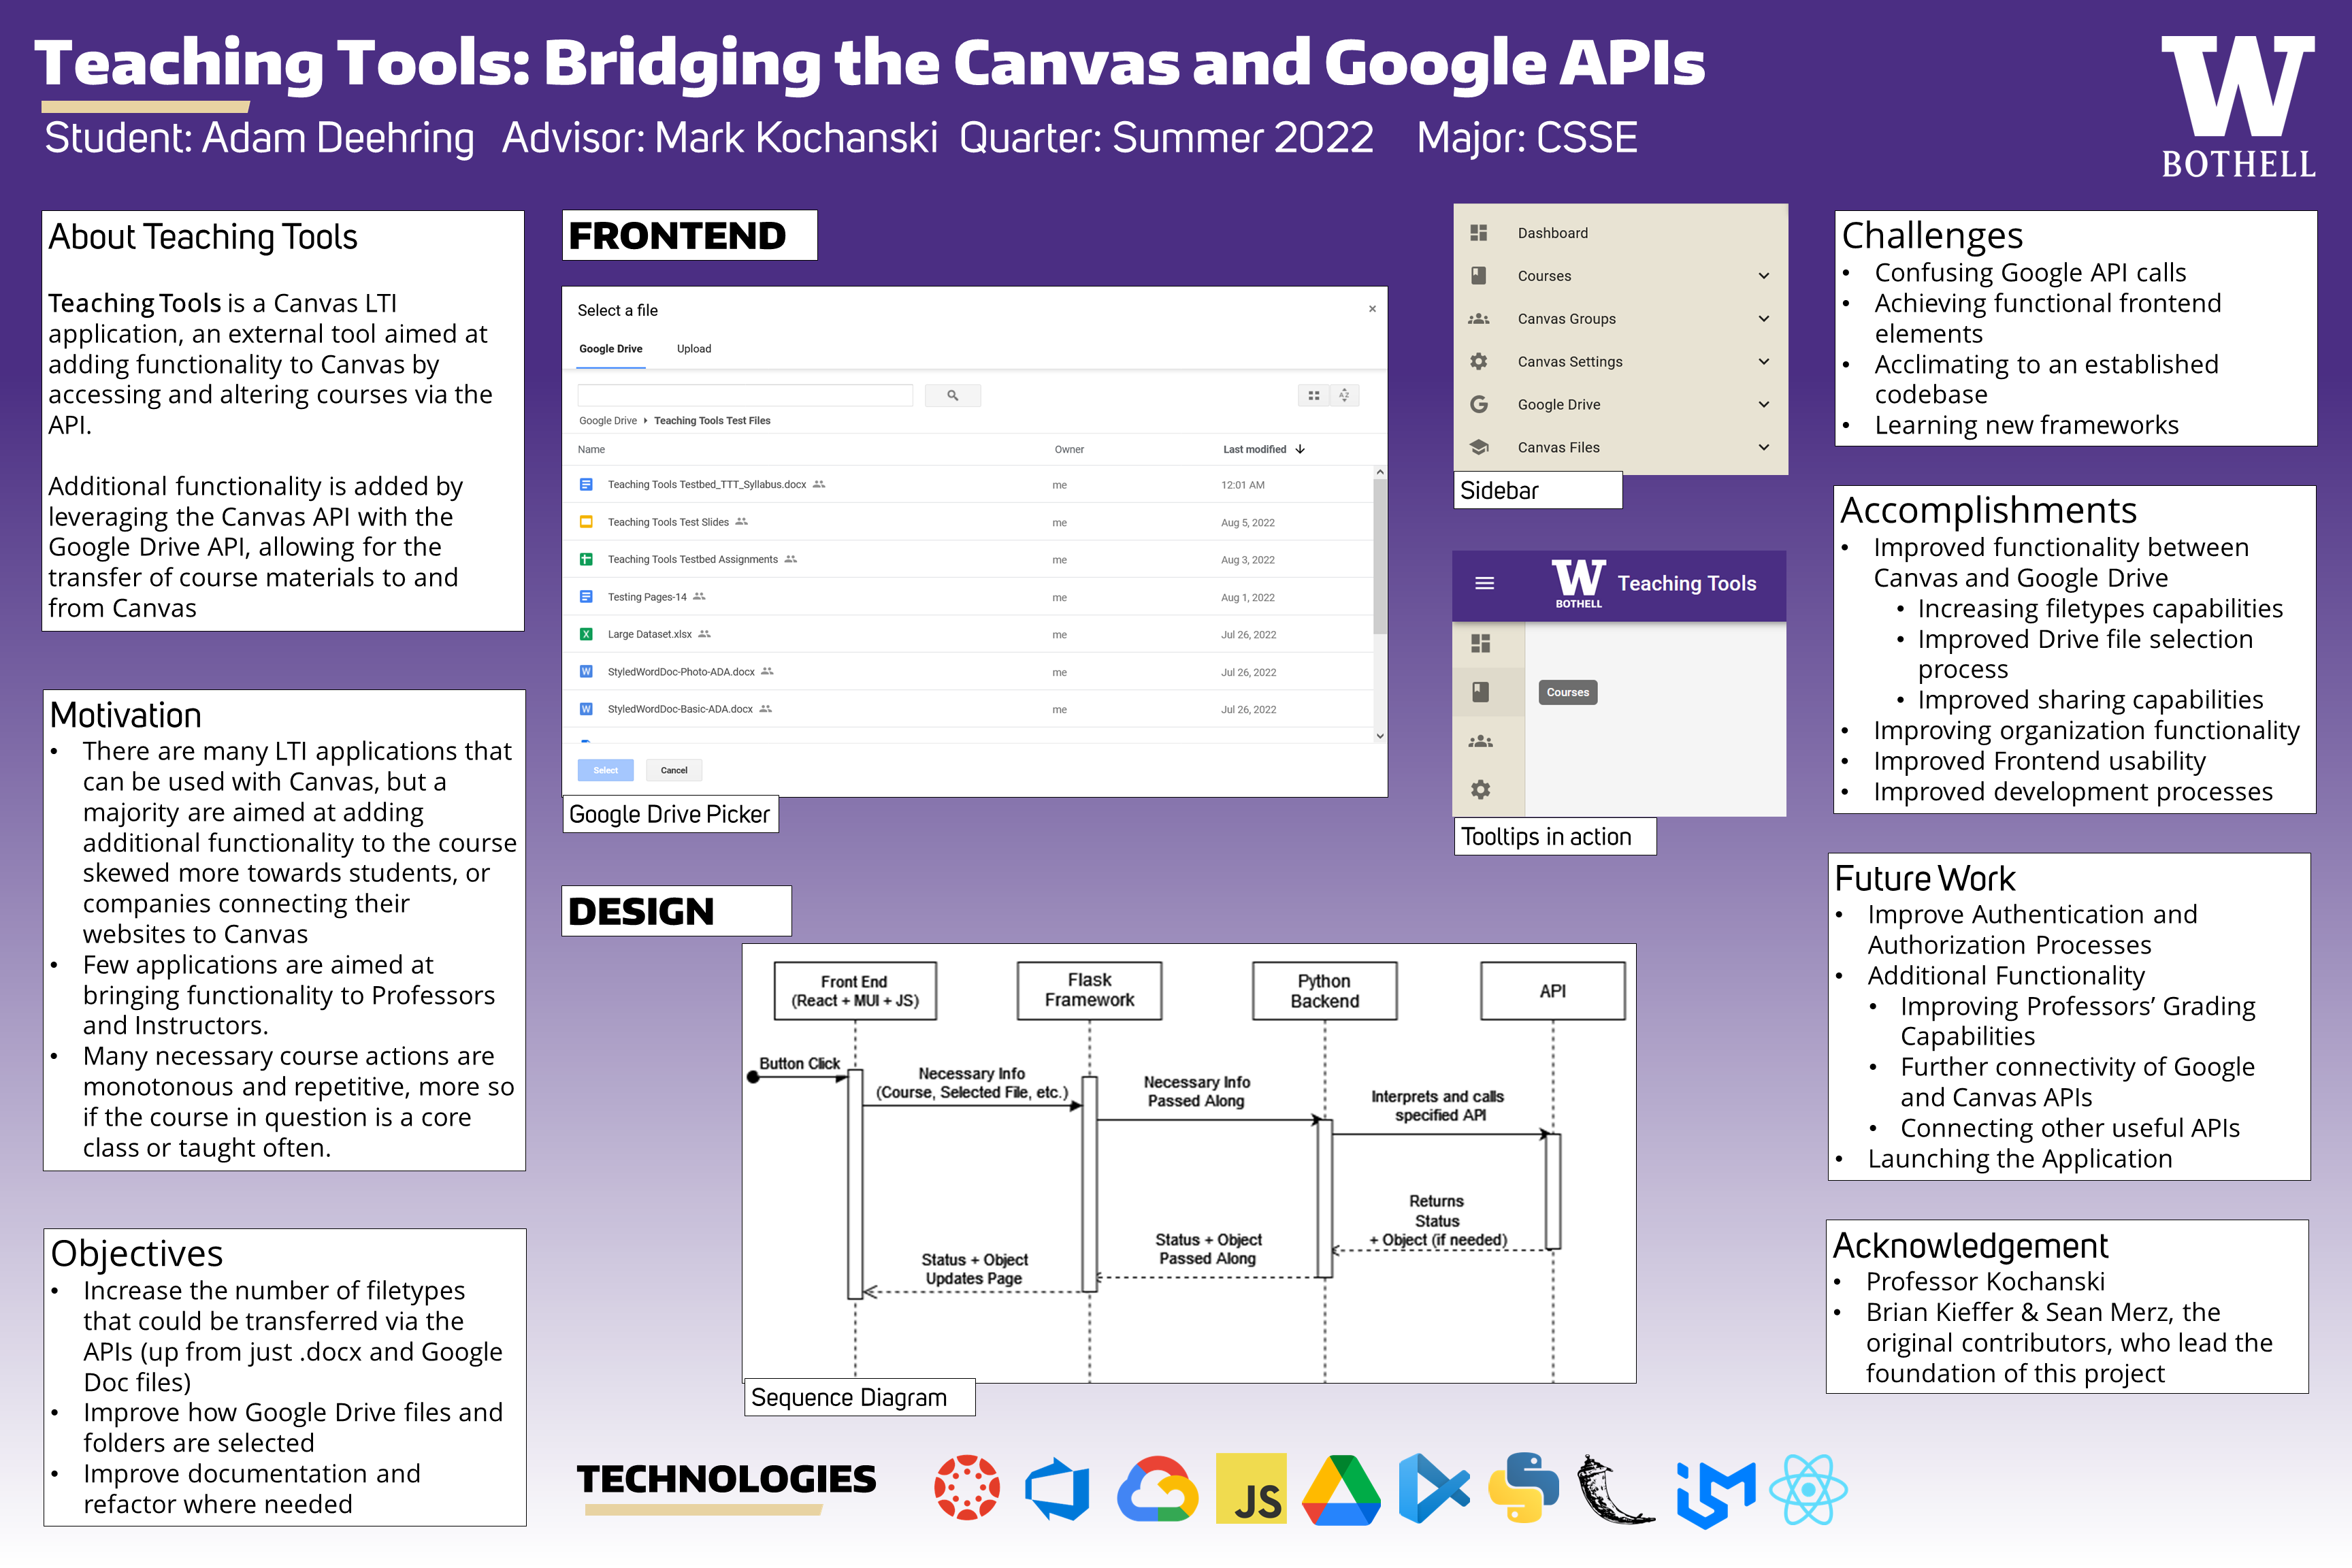 Teaching Tools: Bridging the Canvas and Google APIs
Student: Adam Deehring Advisor: Mark Kochanski Quarter: Summer 2022 Major: CSSE
W
BOTHELL
About Teaching Tools
Teaching Tools is a Canvas LTI
application, an external tool aimed at
adding functionality to Canvas by
accessing and altering courses via the
API.
Additional functionality is added by
leveraging the Canvas API with the
Google Drive API, allowing for the
transfer of course materials to and
from Canvas
Motivation
• There are many LTI applications that
can be used with Canvas, but a
majority are aimed at adding
additional functionality to the course
skewed more towards students, or
companies connecting their
websites to Canvas
• Few applications are aimed at
bringing functionality to Professors
and Instructors.
• Many necessary course actions are
monotonous and repetitive, more so
if the course in question is a core
class or taught often.
Objectives
• Increase the number of filetypes
that could be transferred via the
APIs (up from just .docx and Google
Doc files)
• Improve how Google Drive files and
folders are selected
• Improve documentation and
refactor where needed
FRONTEND
Select a file ×
Google Drive Upload
Google Drive Teaching Tools Test Files
Name Owner Last modified
Teaching Tools Testbed_TTT_Syllabus.docx me 12:01 AM
Teaching Tools Test Slides me Aug 5, 2022
Teaching Tools Testbed Assignments me Aug 3, 2022
Testing Pages-14 me Aug 1, 2022
Large Dataset.xlsx me Jul 26, 2022
StyledWordDoc-Photo-ADA.docx me Jul 26, 2022
StyledWordDoc-Basic-ADA.docx me Jul 26, 2022
Select Cancel
Google Drive Picker
Dashboard
Courses
Canvas Groups
Canvas Settings
Google Drive
Canvas Files
Sidebar
W
BOTHELL
Teaching Tools
Courses
Tooltips in action
DESIGN
Front End
(React + MUI + JS)
Flask
Framework
Python
Backend
API
Button Click
Necessary Info
(Course, Selected File, etc.)
Necessary Info
Passed Along
Interprets and calls
specified API
Returns
Status
+ Object (if needed)
Status + Object
Passed Along
Status + Object
Updates Page
Sequence Diagram
TECHNOLOGIES
JS
Challenges
• Confusing Google API calls
• Achieving functional frontend
elements
• Acclimating to an established
codebase
• Learning new frameworks
Accomplishments
• Improved functionality between
Canvas and Google Drive
• Increasing filetypes capabilities
• Improved Drive file selection
process
• Improved sharing capabilities
• Improving organization functionality
• Improved Frontend usability
• Improved development processes
Future Work
• Improve Authentication and
Authorization Processes
• Additional Functionality
• Improving Professors’ Grading
Capabilities
• Further connectivity of Google
and Canvas APIs
• Connecting other useful APIs
• Launching the Application
Acknowledgement
• Professor Kochanski
• Brian Kieffer & Sean Merz, the
original contributors, who lead the
foundation of this project